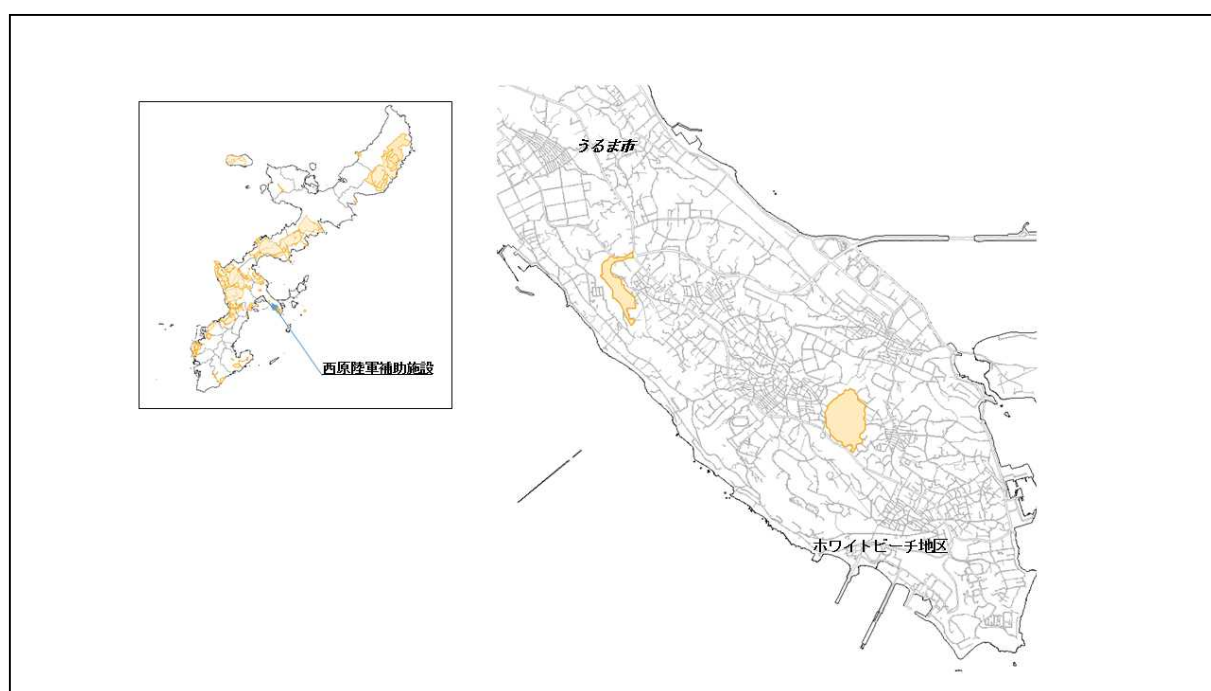 うるま市
西原陸軍補助施設
ホワイトビーチ地区